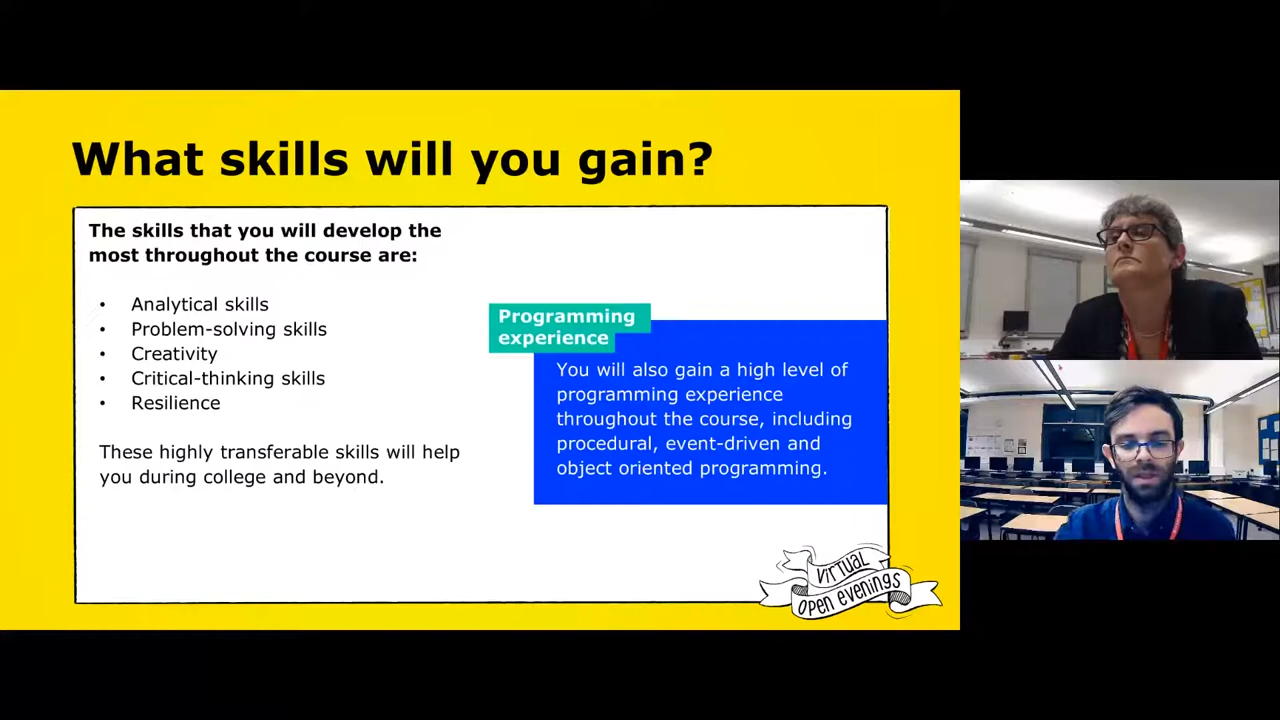 What skills will you gain?
The skills that you will develop the
most throughout the course are:
• Analytical skills
• Problem-solving skills
• Creativity
• Critical-thinking skills
• Resilience
These highly transferable skills will help
you during college and beyond.
Programming
experience
You will also gain a high level of
programming experience
throughout the course, including
procedural, event-driven and
object oriented programming.
VIRTUAL
OPEN EVENINGS